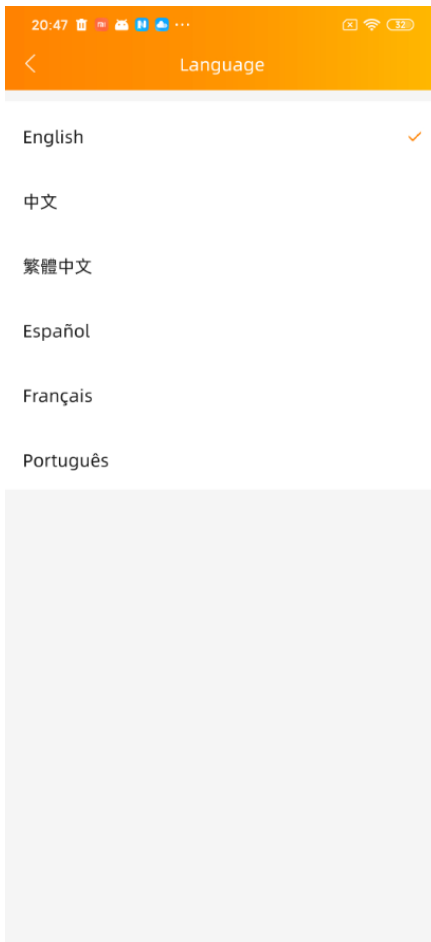 20:47
32
Language
English
中文
繁體中文
Español
Français
Português